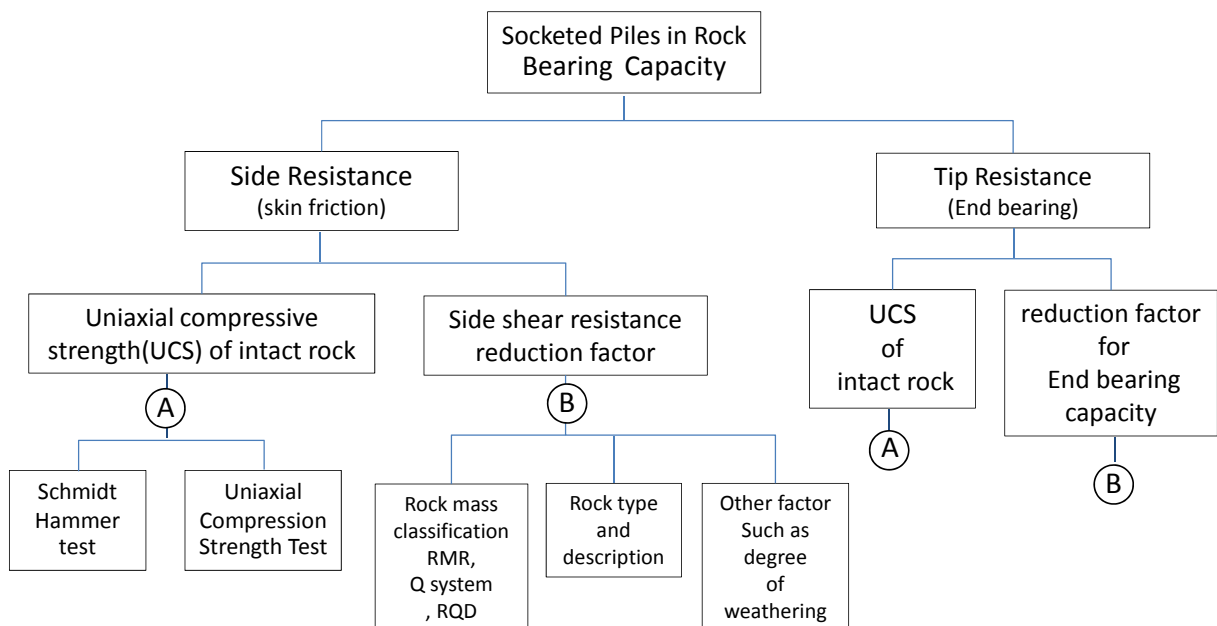 Socketed Piles in Rock
Bearing Capacity
Side Resistance
(skin friction)
Tip Resistance
(End bearing)
Uniaxial compressive
strength(UCS) of intact rock
Side shear resistance
reduction factor
UCS
of
intact rock
reduction factor
for
End bearing
capacity
A
B
A
B
Schmidt
Hammer
test
Uniaxial
Compression
Strength Test
Rock mass
classification
RMR,
Q system
, RQD
Rock type
and
description
Other factor
Such as
degree
of
weathering